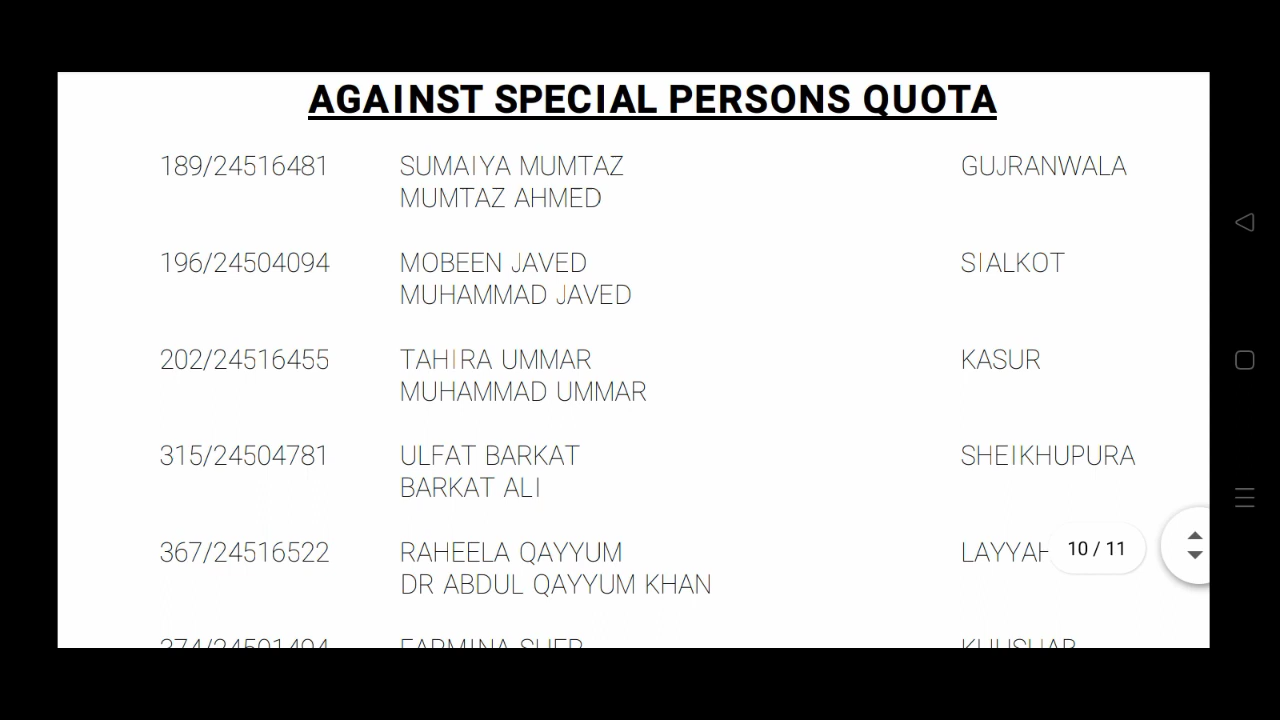 AGAINST SPECIAL PERSONS QUOTA
189/24516481 SUMAIYA MUMTAZ GUJRANWALA
MUMTAZ AHMED
196/24504094 MOBEEN JAVED SIALKOT
MUHAMMAD JAVED
202/24516455 TAHIRA UMMAR KASUR
MUHAMMAD UMMAR
315/24504781 ULFAT BARKAT SHEIKHUPURA
BARKAT ALI
367/24516522 RAHEELA QAYYUM LAYYAH 10 / 11
DR ABDUL QAYYUM KHAN